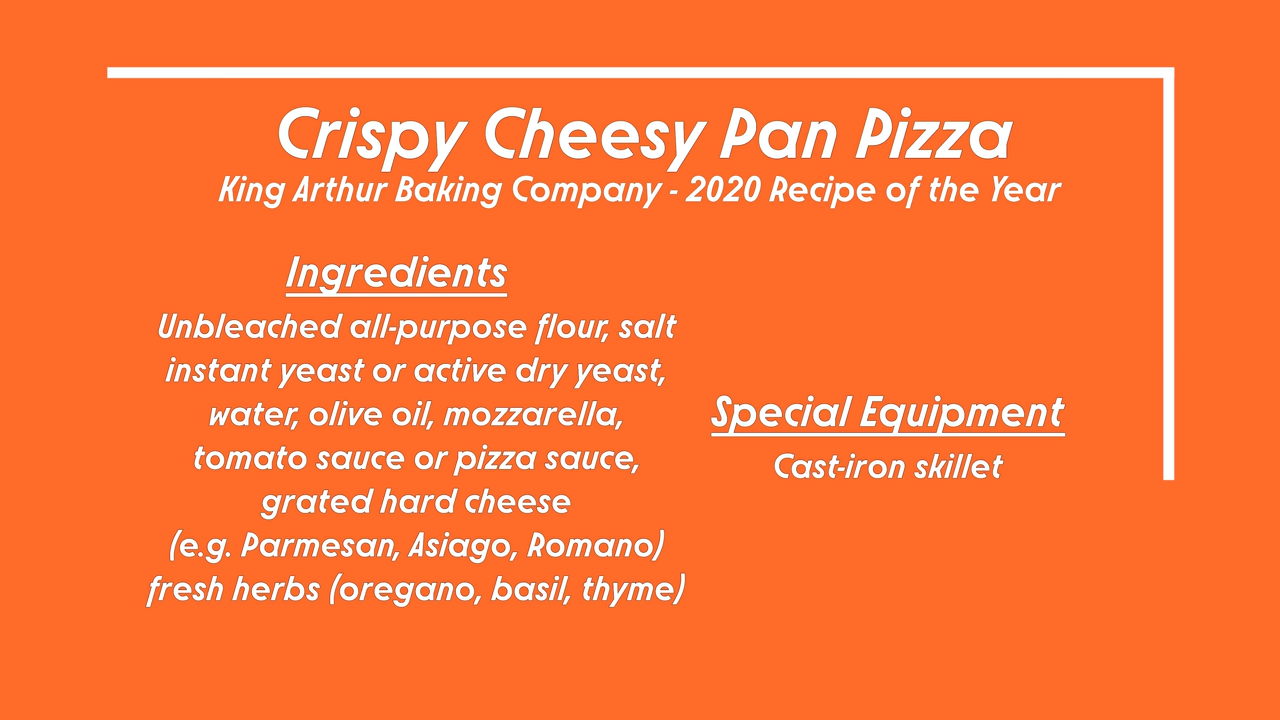 Crispy Cheesy Pan Pizza
King Arthur Baking Company - 2020 Recipe of the Year
Ingredients
Unbleached all-purpose flour, salt
instant yeast or active dry yeast,
water, olive oil, mozzarella,
tomato sauce or pizza sauce,
grated hard cheese
(e.g. Parmesan, Asiago, Romano)
fresh herbs (oregano, basil, thyme)
Special Equipment
Cast-iron skillet